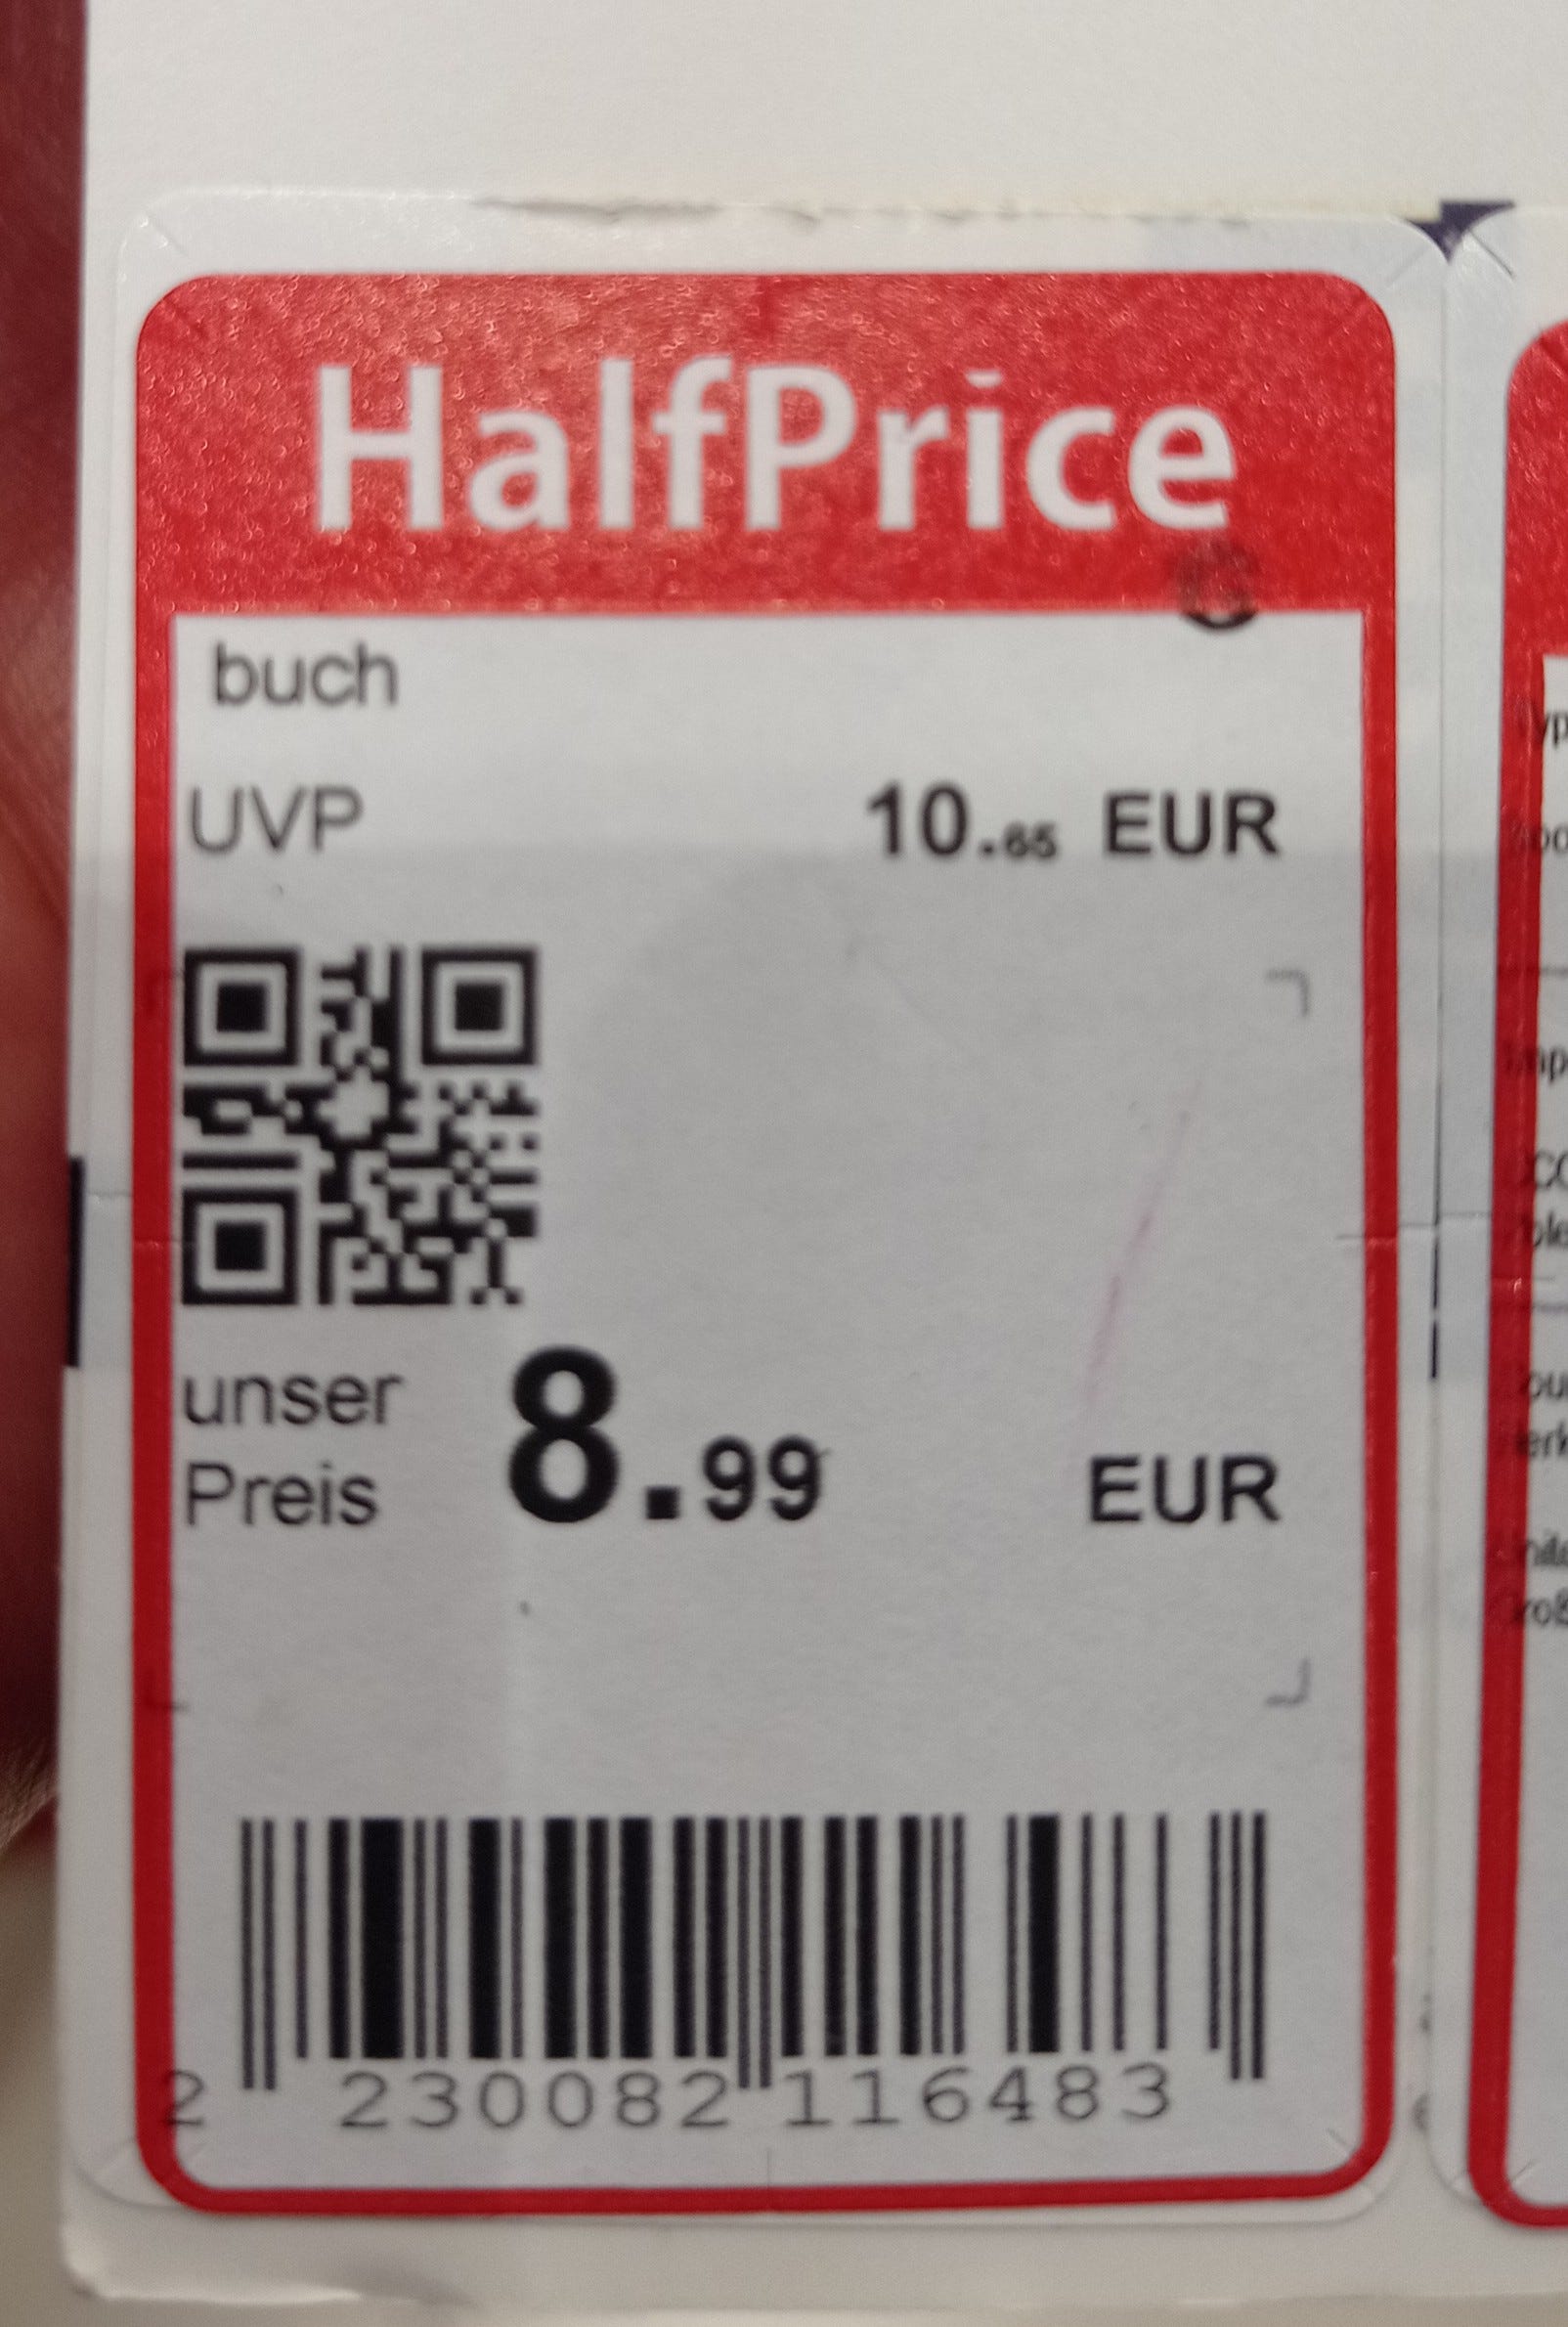 HalfPrice
buch
UVP 10.65 EUR
unser
Preis 8.99 EUR
2 230082 116483